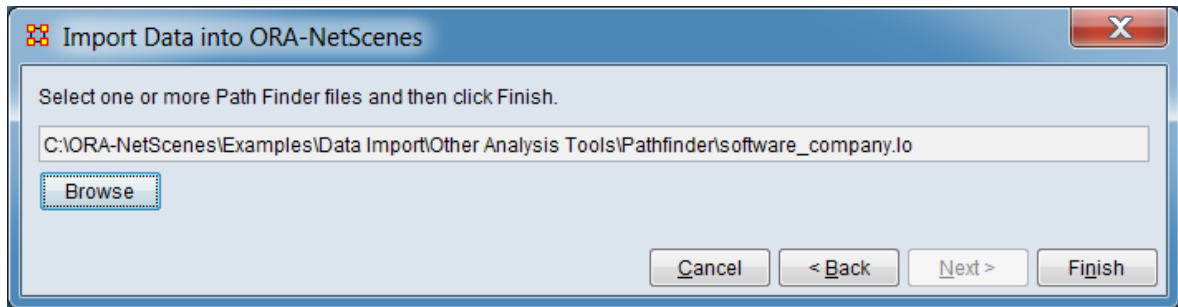 Import Data into ORA-NetScenes
X
Select one or more Path Finder files and then click Finish.
C:\ORA-NetScenes\Examples\Data Import\Other Analysis Tools\Pathfinder\software_company.lo
Browse
Cancel < Back Next > Finish